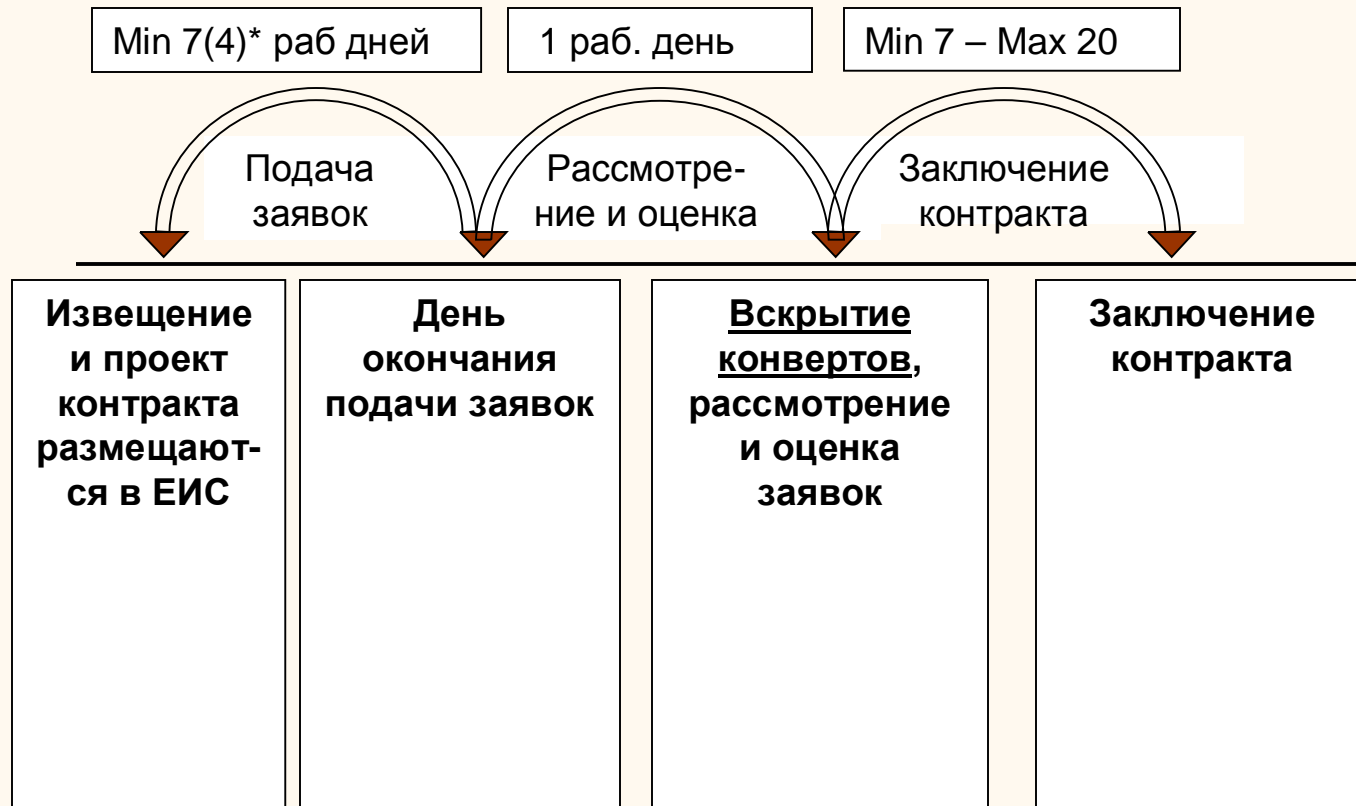 Min 7(4)* раб дней
1 раб. день
Min 7 – Max 20
Подача
заявок
Рассмотре-
ние и оценка
Заключение
контракта
Извещение
и проект
контракта
размещают-
ся в ЕИС
День
окончания
подачи заявок
Вскрытие
конвертов,
рассмотрение
и оценка
заявок
Заключение
контракта